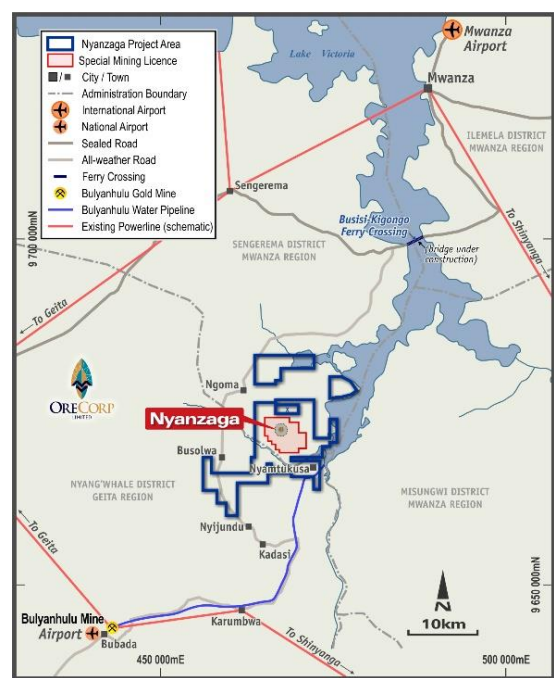 Nyanzaga Project Area
Special Mining Licence
/ City / Town
Administration Boundary
International Airport
National Airport
Sealed Road
All-weather Road
Ferry Crossing
Bulyanhulu Gold Mine
Bulyanhulu Water Pipeline
Existing Powerline (schematic)
Lake Victoria
Mwanza
Airport
Mwanza
ILEMELA DISTRICT
MWANZA REGION
Sengerema
Busisi-Kigongo
Ferry Crossing
(Bridge under
construction)
To Shinyanga
9 700 000mN
SENGEREMA DISTRICT
MWANZA REGION
To Geita
ORECORP
LIMITED
Ngoma
Nyanzaga
Busolwa
Nyamtukusa
NYANG'WHALE DISTRICT
GEITA REGION
MISUNGWI DISTRICT
MWANZA REGION
Nyijundu
Kadasi
To Geita
9 650 000mN
Bulyanhulu Mine
Airport
Bubada
Karumbwa
To Shinyanga
N
10km
450 000mE
500 000mE